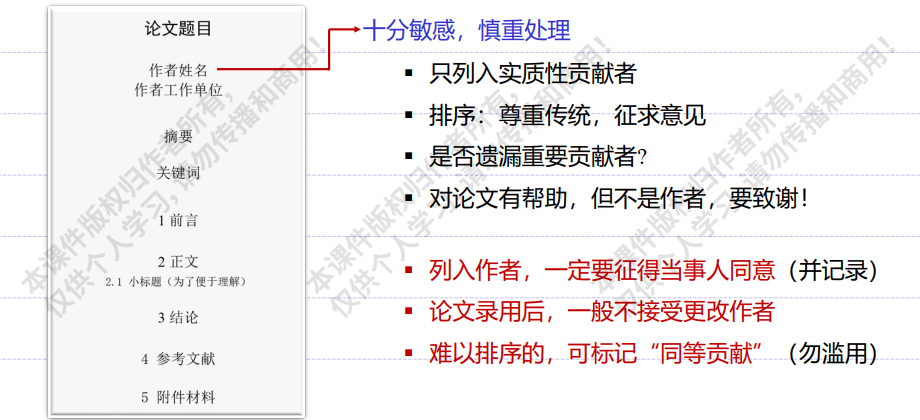 论文题目
作者姓名
作者工作单位
摘要
关键词
1 前言
2 正文
2.1 小标题（为了便于理解）
3 结论
4 参考文献
5 附件材料
十分敏感，慎重处理
▪ 只列入实质性贡献者
▪ 排序：尊重传统，征求意见
▪ 是否遗漏重要贡献者?
▪ 对论文有帮助，但不是作者，要致谢！
▪ 列入作者，一定要征得当事人同意（并记录）
▪ 论文录用后，一般不接受更改作者
▪ 难以排序的，可标记“同等贡献”（勿滥用）
本课件版权归作者所有，
仅供个人学习，请勿传播和商用！
本课件版权归作者所有，
仅供个人学习，请勿传播和商用！
本课件版权归作者所有，
仅供个人学习，请勿传播和商用！